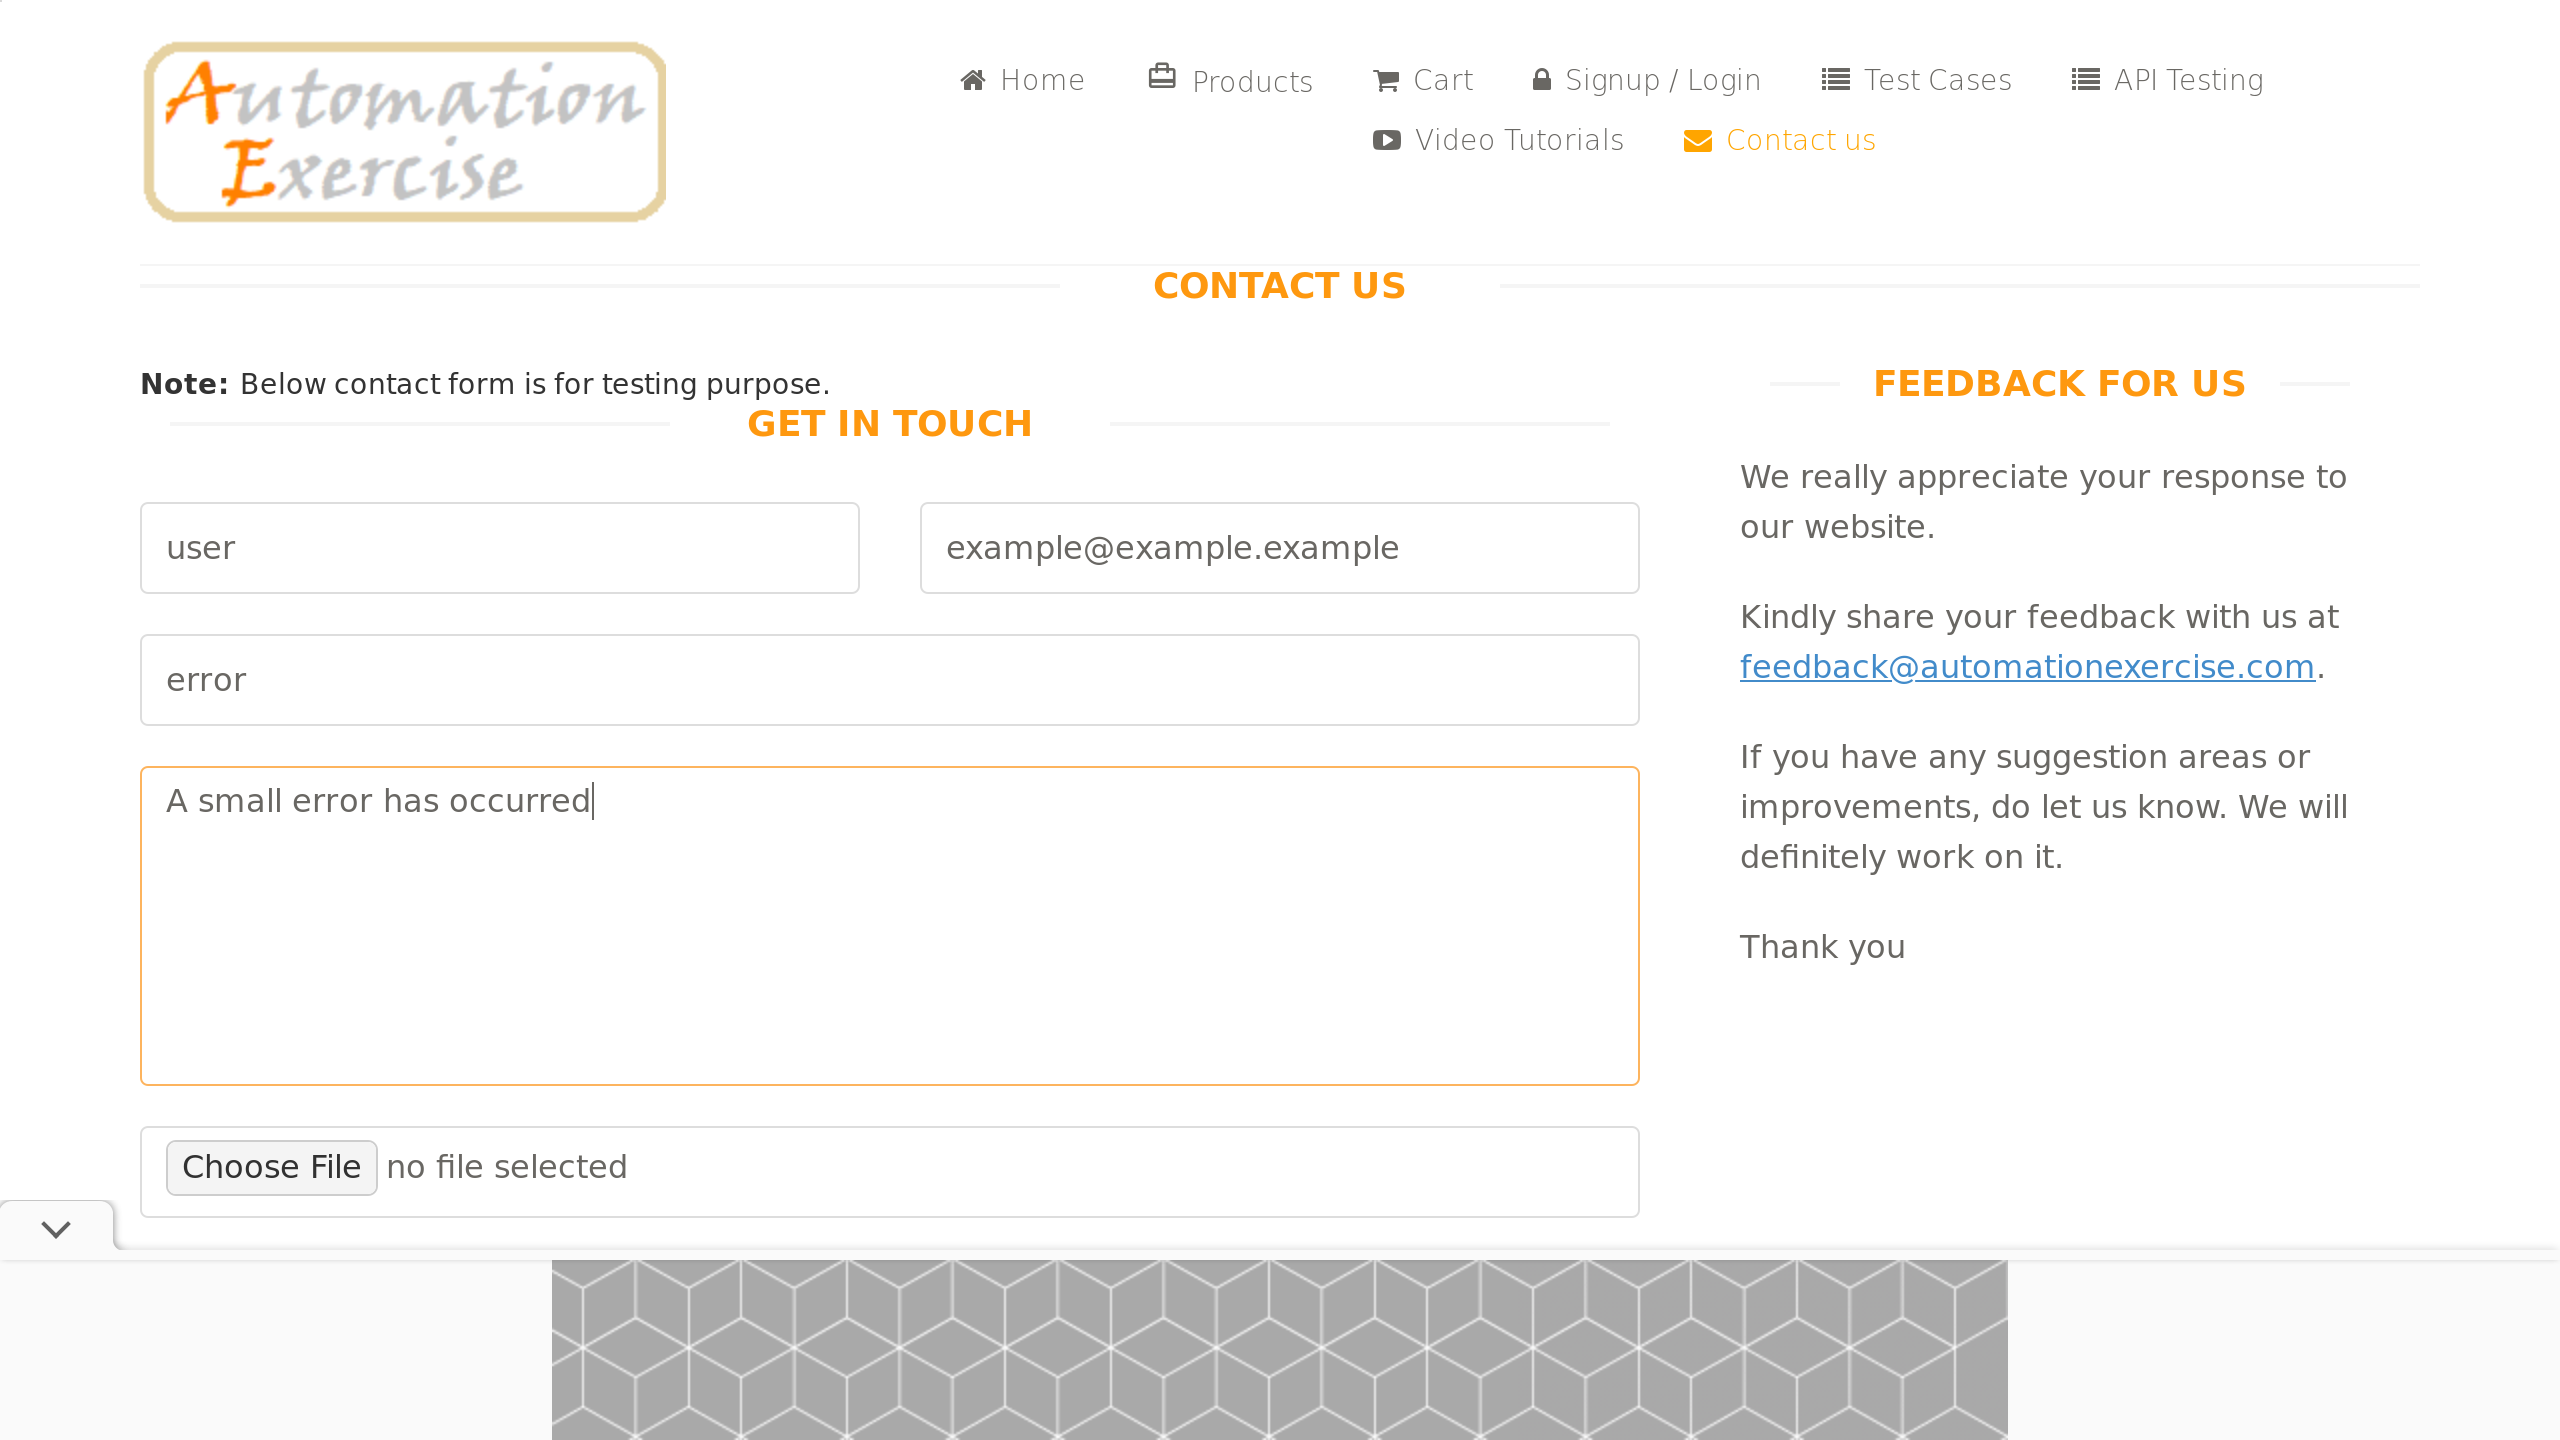 Automation
Exercise
Home
Products
Cart
Signup / Login
Test Cases
API Testing
Video Tutorials
Contact us
CONTACT US
Note: Below contact form is for testing purpose.
GET IN TOUCH
user
example@example.example
error
A small error has occurred
Choose File no file selected
FEEDBACK FOR US
We really appreciate your response to
our website.
Kindly share your feedback with us at
feedback@automationexercise.com.
If you have any suggestion areas or
improvements, do let us know. We will
definitely work on it.
Thank you